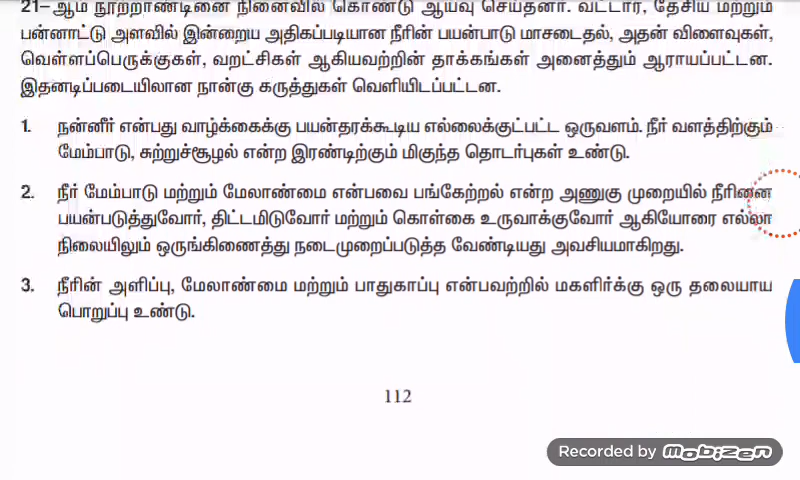 21-ஆம் நூற்றாண்டினை நினைவில் கொண்டு ஆய்வு செய்தனர். வட்டார, தேசிய மற்றும்
பன்னாட்டு அளவில் இன்றைய அதிகப்படியான நீரின் பயன்பாடு மாசடைதல், அதன் விளைவுகள்,
வெள்ளப்பெருக்குகள், வறட்சிகள் ஆகியவற்றின் தாக்கங்கள் அனைத்தும் ஆராயப்பட்டன.
இதனடிப்படையிலான நான்கு கருத்துகள் வெளியிடப்பட்டன.
1. நன்னீர் என்பது வாழ்க்கைக்கு பயன்தரக்கூடிய எல்லைக்குட்பட்ட ஒருவளம். நீர் வளத்திற்கும்
மேம்பாடு, சுற்றுச்சூழல் என்ற இரண்டிற்கும் மிகுந்த தொடர்புகள் உண்டு.
2. நீர் மேம்பாடு மற்றும் மேலாண்மை என்பவை பங்கேற்றல் என்ற அணுகு முறையில் நீரினை
பயன்படுத்துவோர், திட்டமிடுவோர் மற்றும் கொள்கை உருவாக்குவோர் ஆகியோரை எல்லா
நிலையிலும் ஒருங்கிணைத்து நடைமுறைப்படுத்த வேண்டியது அவசியமாகிறது.
3. நீரின் அளிப்பு, மேலாண்மை மற்றும் பாதுகாப்பு என்பவற்றில் மகளிர்க்கு ஒரு தலையாய
பொறுப்பு உண்டு.
112
Recorded by mobizen